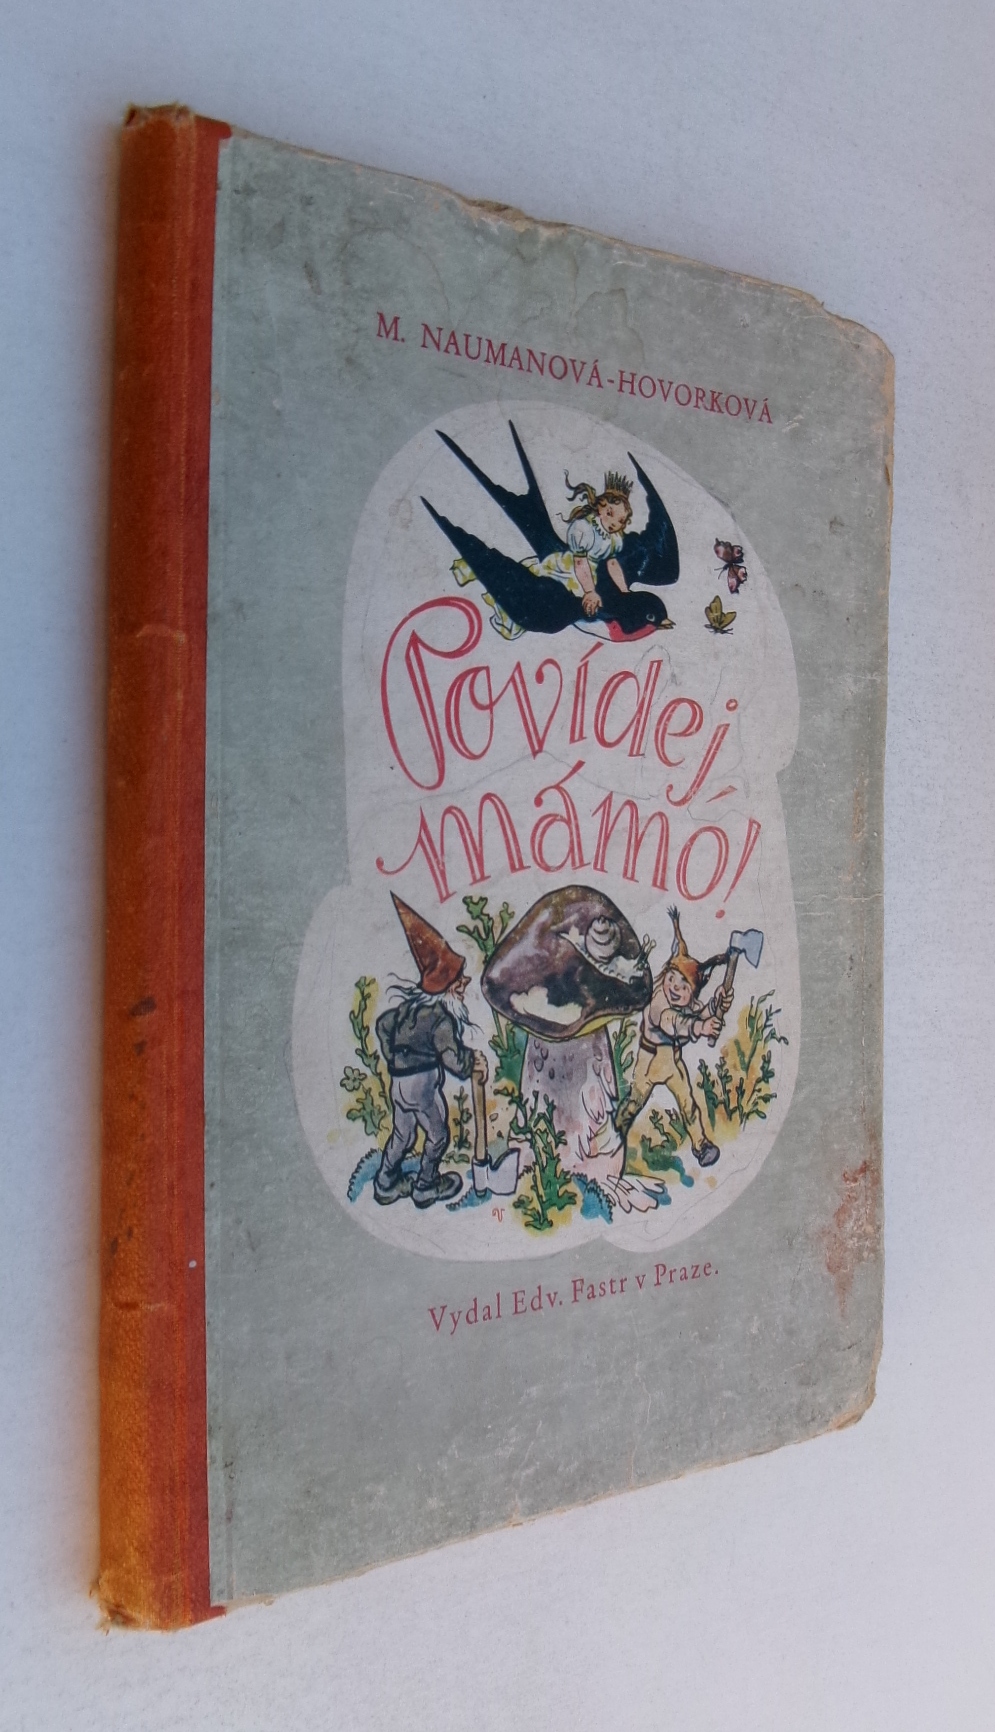 M. NAUMANOVÁ-HOVORKOVÁ
Povídej,
mámo!
Vydal Edv. Fastr v Praze.